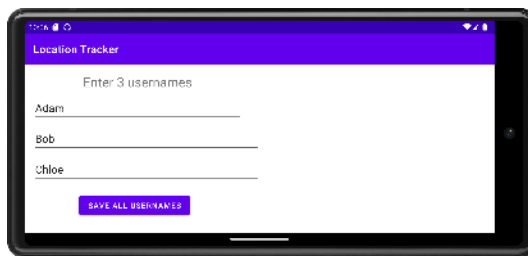 Location Tracker
Enter 3 usernames
Adam
Bob
Chloe
SAVE ALL USERNAMES